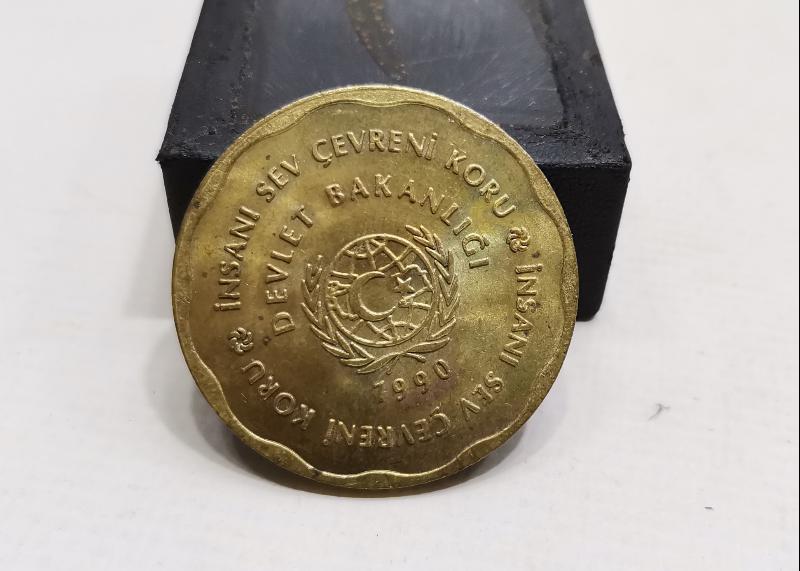 İNSANI SEV ÇEVRENİ KORU
İNSANI SEV ÇEVRENİ KORU
DEVLET BAKANLIĞI
1990